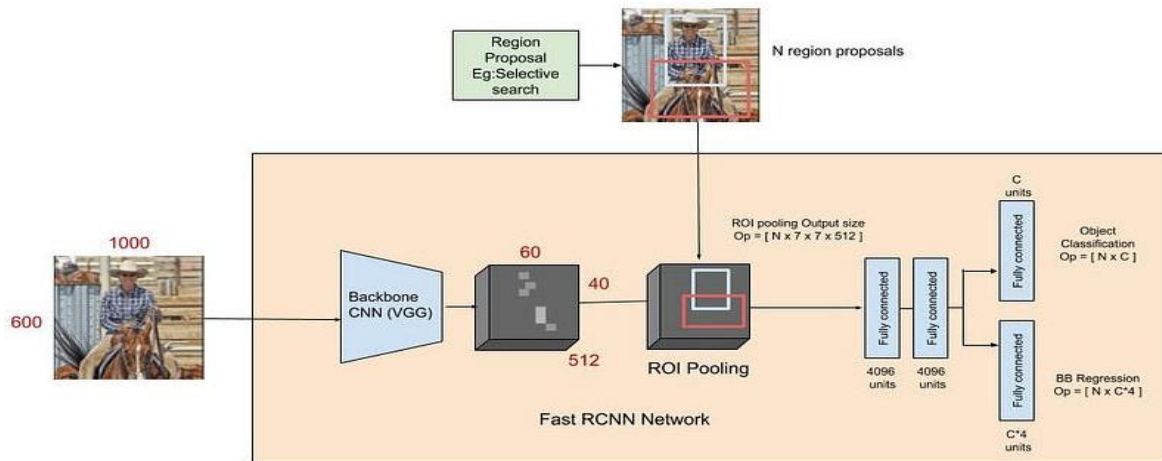 Region
Proposal
Eg:Selective
search
N region proposals
1000
600
Backbone
CNN (VGG)
60
40
512
ROI Pooling
ROI pooling Output size
Op = [ N x 7 x 7 x 512 ]
Fully connected
4096
units
Fully connected
4096
units
C
units
Fully connected
Object
Classification
Op = [ N x C ]
Fully connected
C*4
units
BB Regression
Op = [ N x C*4 ]
Fast RCNN Network